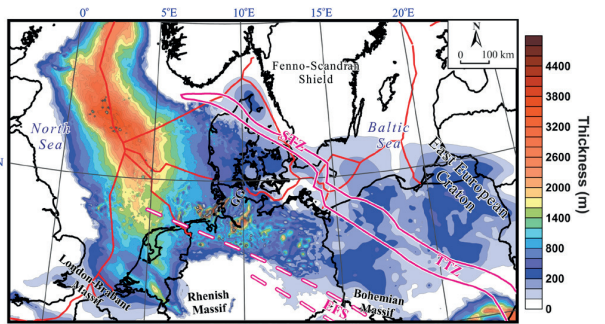 0° 5°E 10°E 15°E 20°E
N
0 100 km
Fenno-Scandian
Shield
North
Sea
STZ
Baltic
Sea
East European
Craton
GG
TTZ
London-Brabant
Massif
Rhenish
Massif
EFS
Bohemian
Massif
Thickness (m)
4400
3800
3200
2600
2000
1400
800
200
0
N